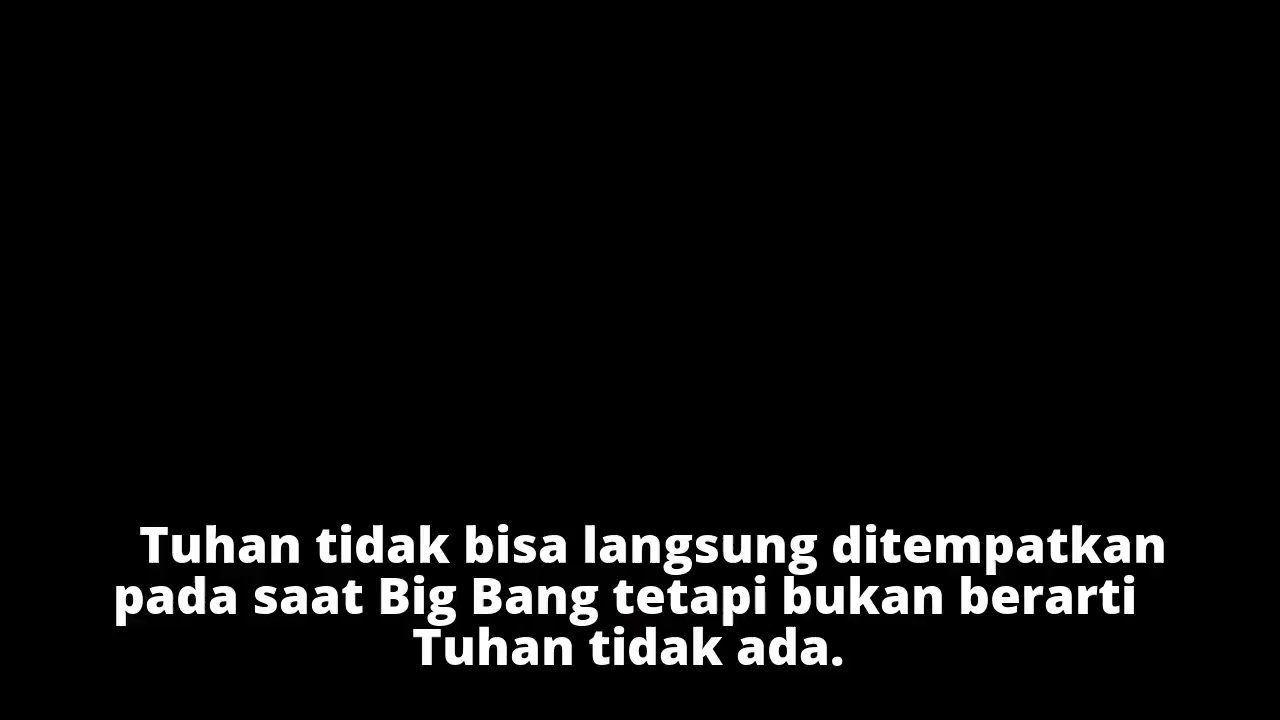 Tuhan tidak bisa langsung ditempatkan
pada saat Big Bang tetapi bukan berarti
Tuhan tidak ada.